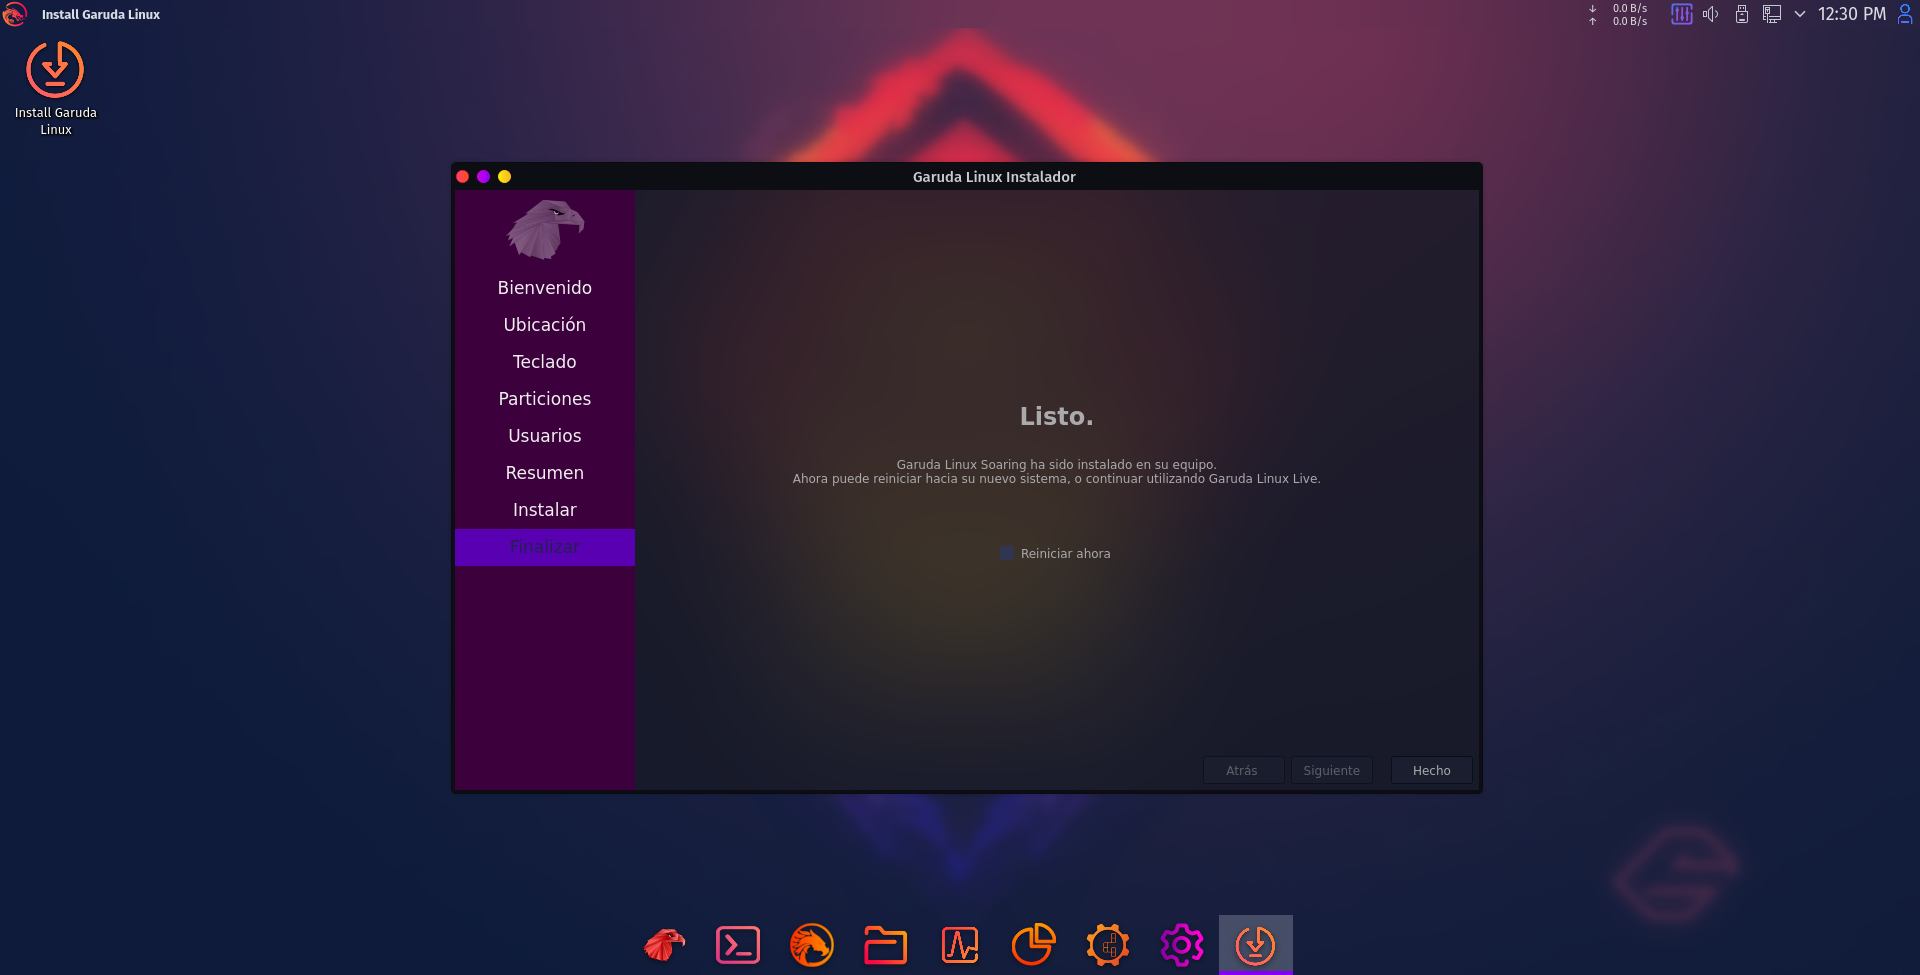 Install Garuda Linux
0.0 B/s
0.0 B/s
12:30 PM
Install Garuda
Linux
Garuda Linux Instalador
Bienvenido
Ubicación
Teclado
Particiones
Usuarios
Resumen
Instalar
Finalizar
Listo.
Garuda Linux Soaring ha sido instalado en su equipo.
Ahora puede reiniciar hacia su nuevo sistema, o continuar utilizando Garuda Linux Live.
Reiniciar ahora
Atrás
Siguiente
Hecho